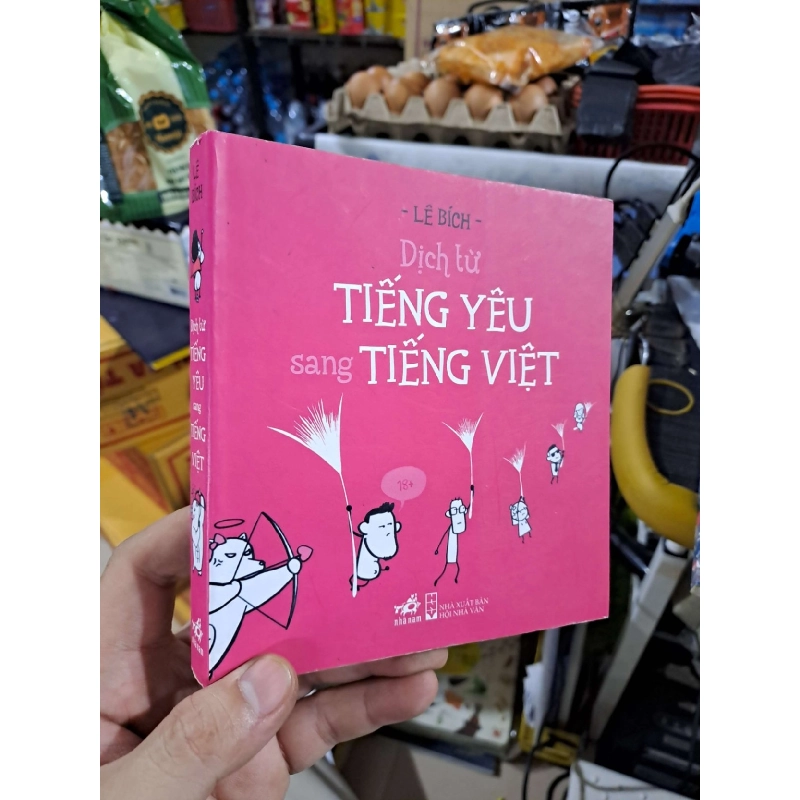 - LÊ BÍCH -
Dịch từ
TIẾNG YÊU
sang TIẾNG VIỆT
18+
nhã nam
NHÀ XUẤT BẢN
HỘI NHÀ VĂN
LÊ BÍCH
Dịch từ
TIẾNG
YÊU
sang
TIẾNG
VIỆT